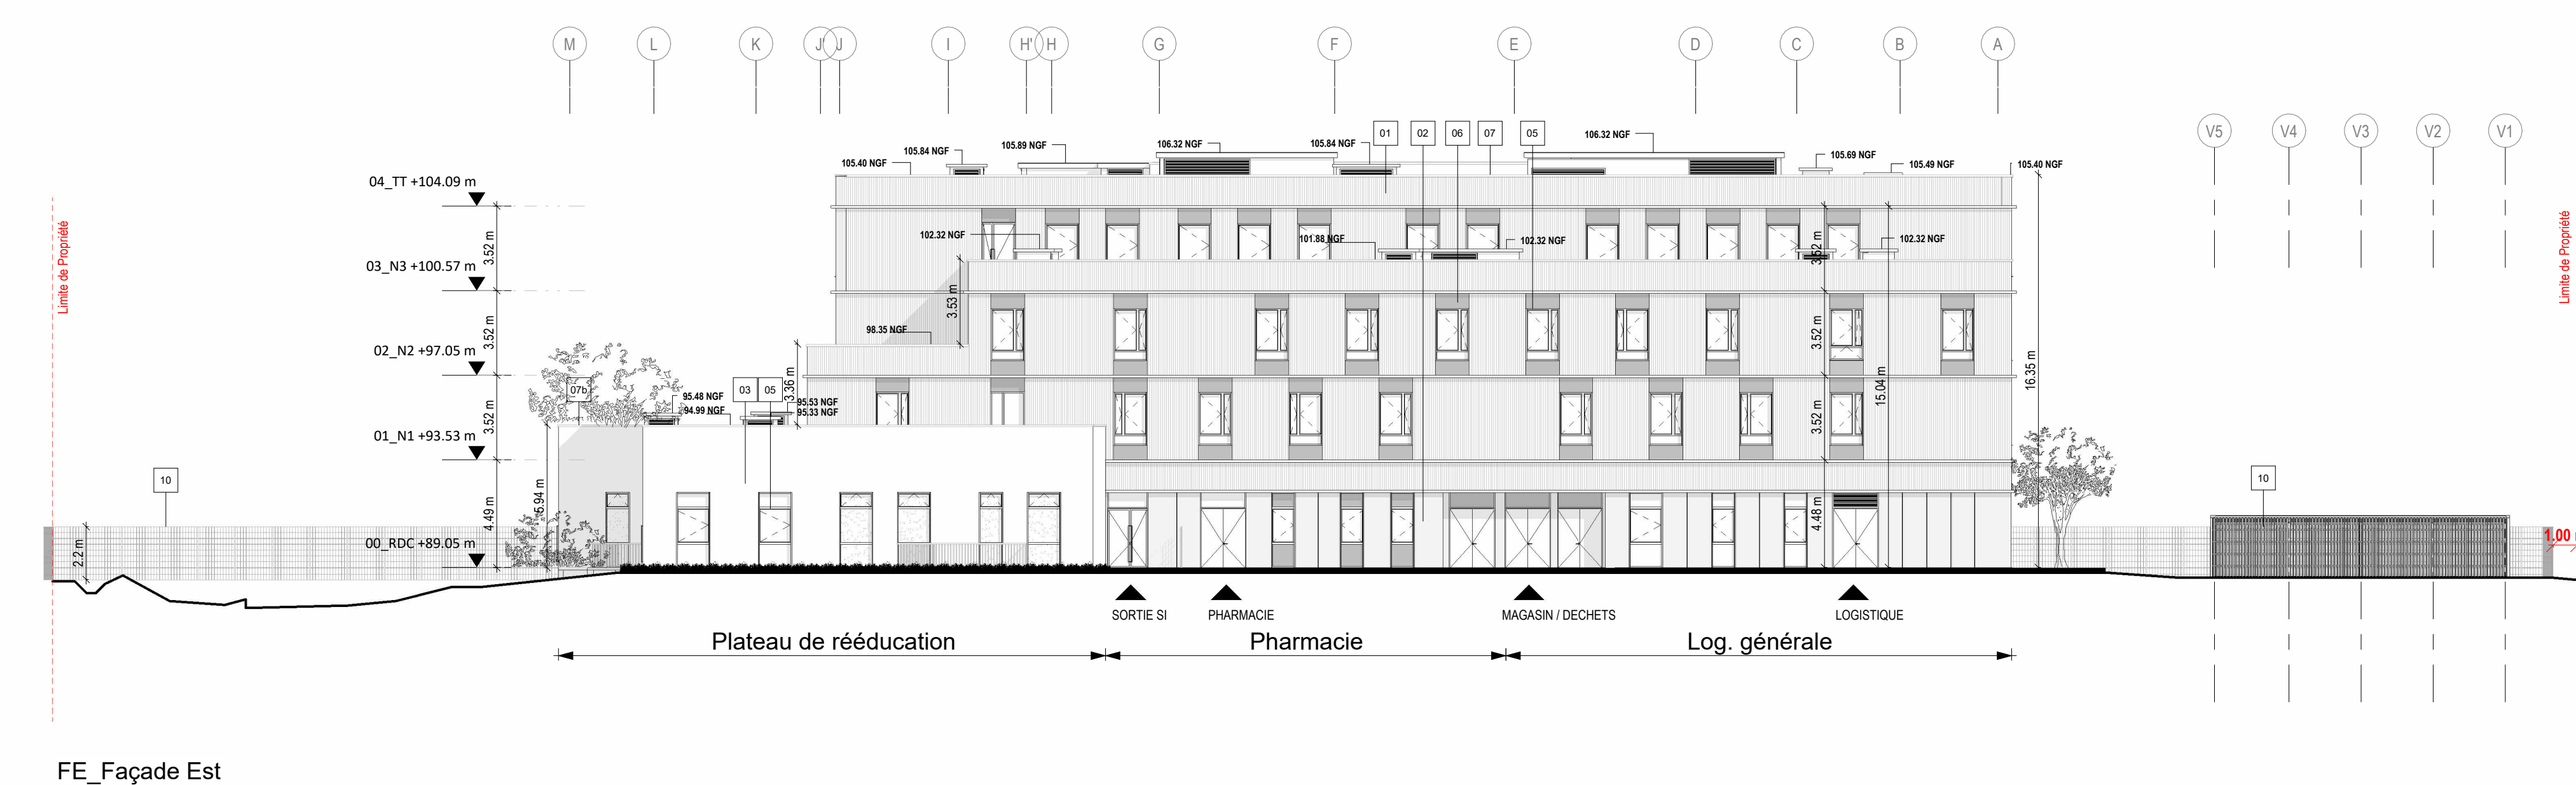 M L K J' J I H' H G F E D C B A
V5 V4 V3 V2 V1
01 02 06 07 05
106.32 NGF
105.84 NGF
105.89 NGF
106.32 NGF
105.84 NGF
105.40 NGF
105.69 NGF
105.49 NGF
105.40 NGF
04_TT +104.09 m
Limite de Propriété
Limite de Propriété
3.52 m
102.32 NGF
101.88 NGF
102.32 NGF
102.32 NGF
3.52 m
03_N3 +100.57 m
3.53 m
3.52 m
98.35 NGF
3.52 m
02_N2 +97.05 m
16.35 m
15.04 m
3.36 m
07b
03 05
95.48 NGF
94.99 NGF
95.53 NGF
95.33 NGF
3.52 m
3.52 m
01_N1 +93.53 m
10
10
5.94 m
4.49 m
4.48 m
2.2 m
00_RDC +89.05 m
1.00
SORTIE SI
PHARMACIE
MAGASIN / DECHETS
LOGISTIQUE
Plateau de rééducation
Pharmacie
Log. générale
FE_Façade Est